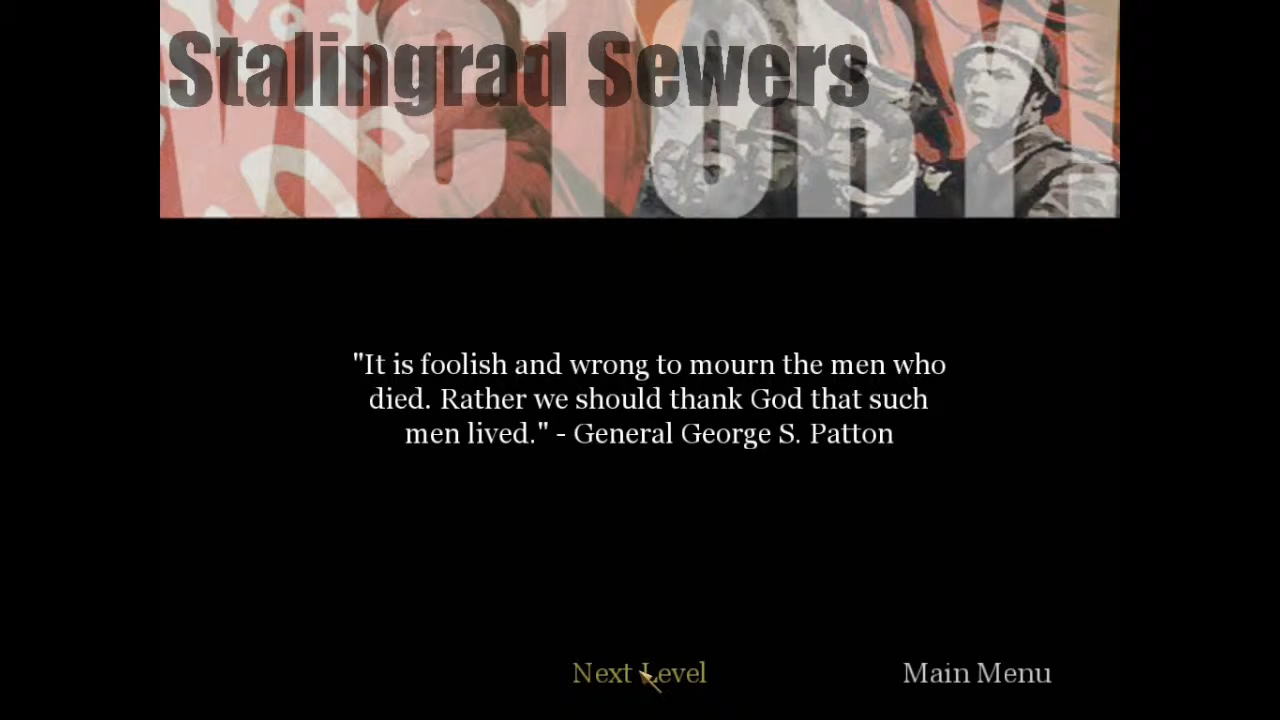 VICTORY
Stalingrad Sewers
"It is foolish and wrong to mourn the men who
died. Rather we should thank God that such
men lived." - General George S. Patton
Next Level
Main Menu